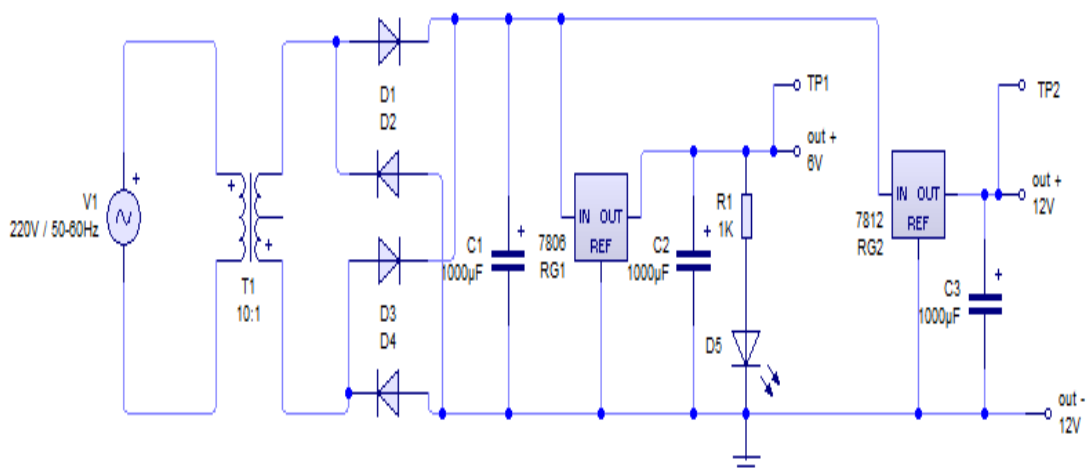 V1
220V / 50-60Hz
T1
10:1
D1
D2
D3
D4
C1
1000µF
IN OUT
REF
7806
RG1
C2
1000µF
R1
1K
D5
TP1
out +
6V
IN OUT
REF
7812
RG2
C3
1000µF
TP2
out +
12V
out -
12V